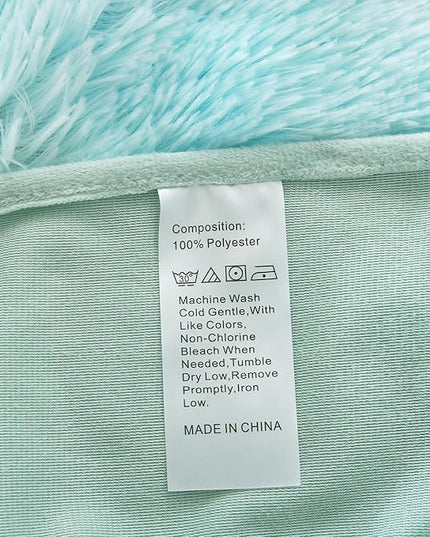 Composition:
100% Polyester
30°
Machine Wash
Cold Gentle,With
Like Colors,
Non-Chlorine
Bleach When
Needed,Tumble
Dry Low,Remove
Promptly,Iron
Low.
MADE IN CHINA